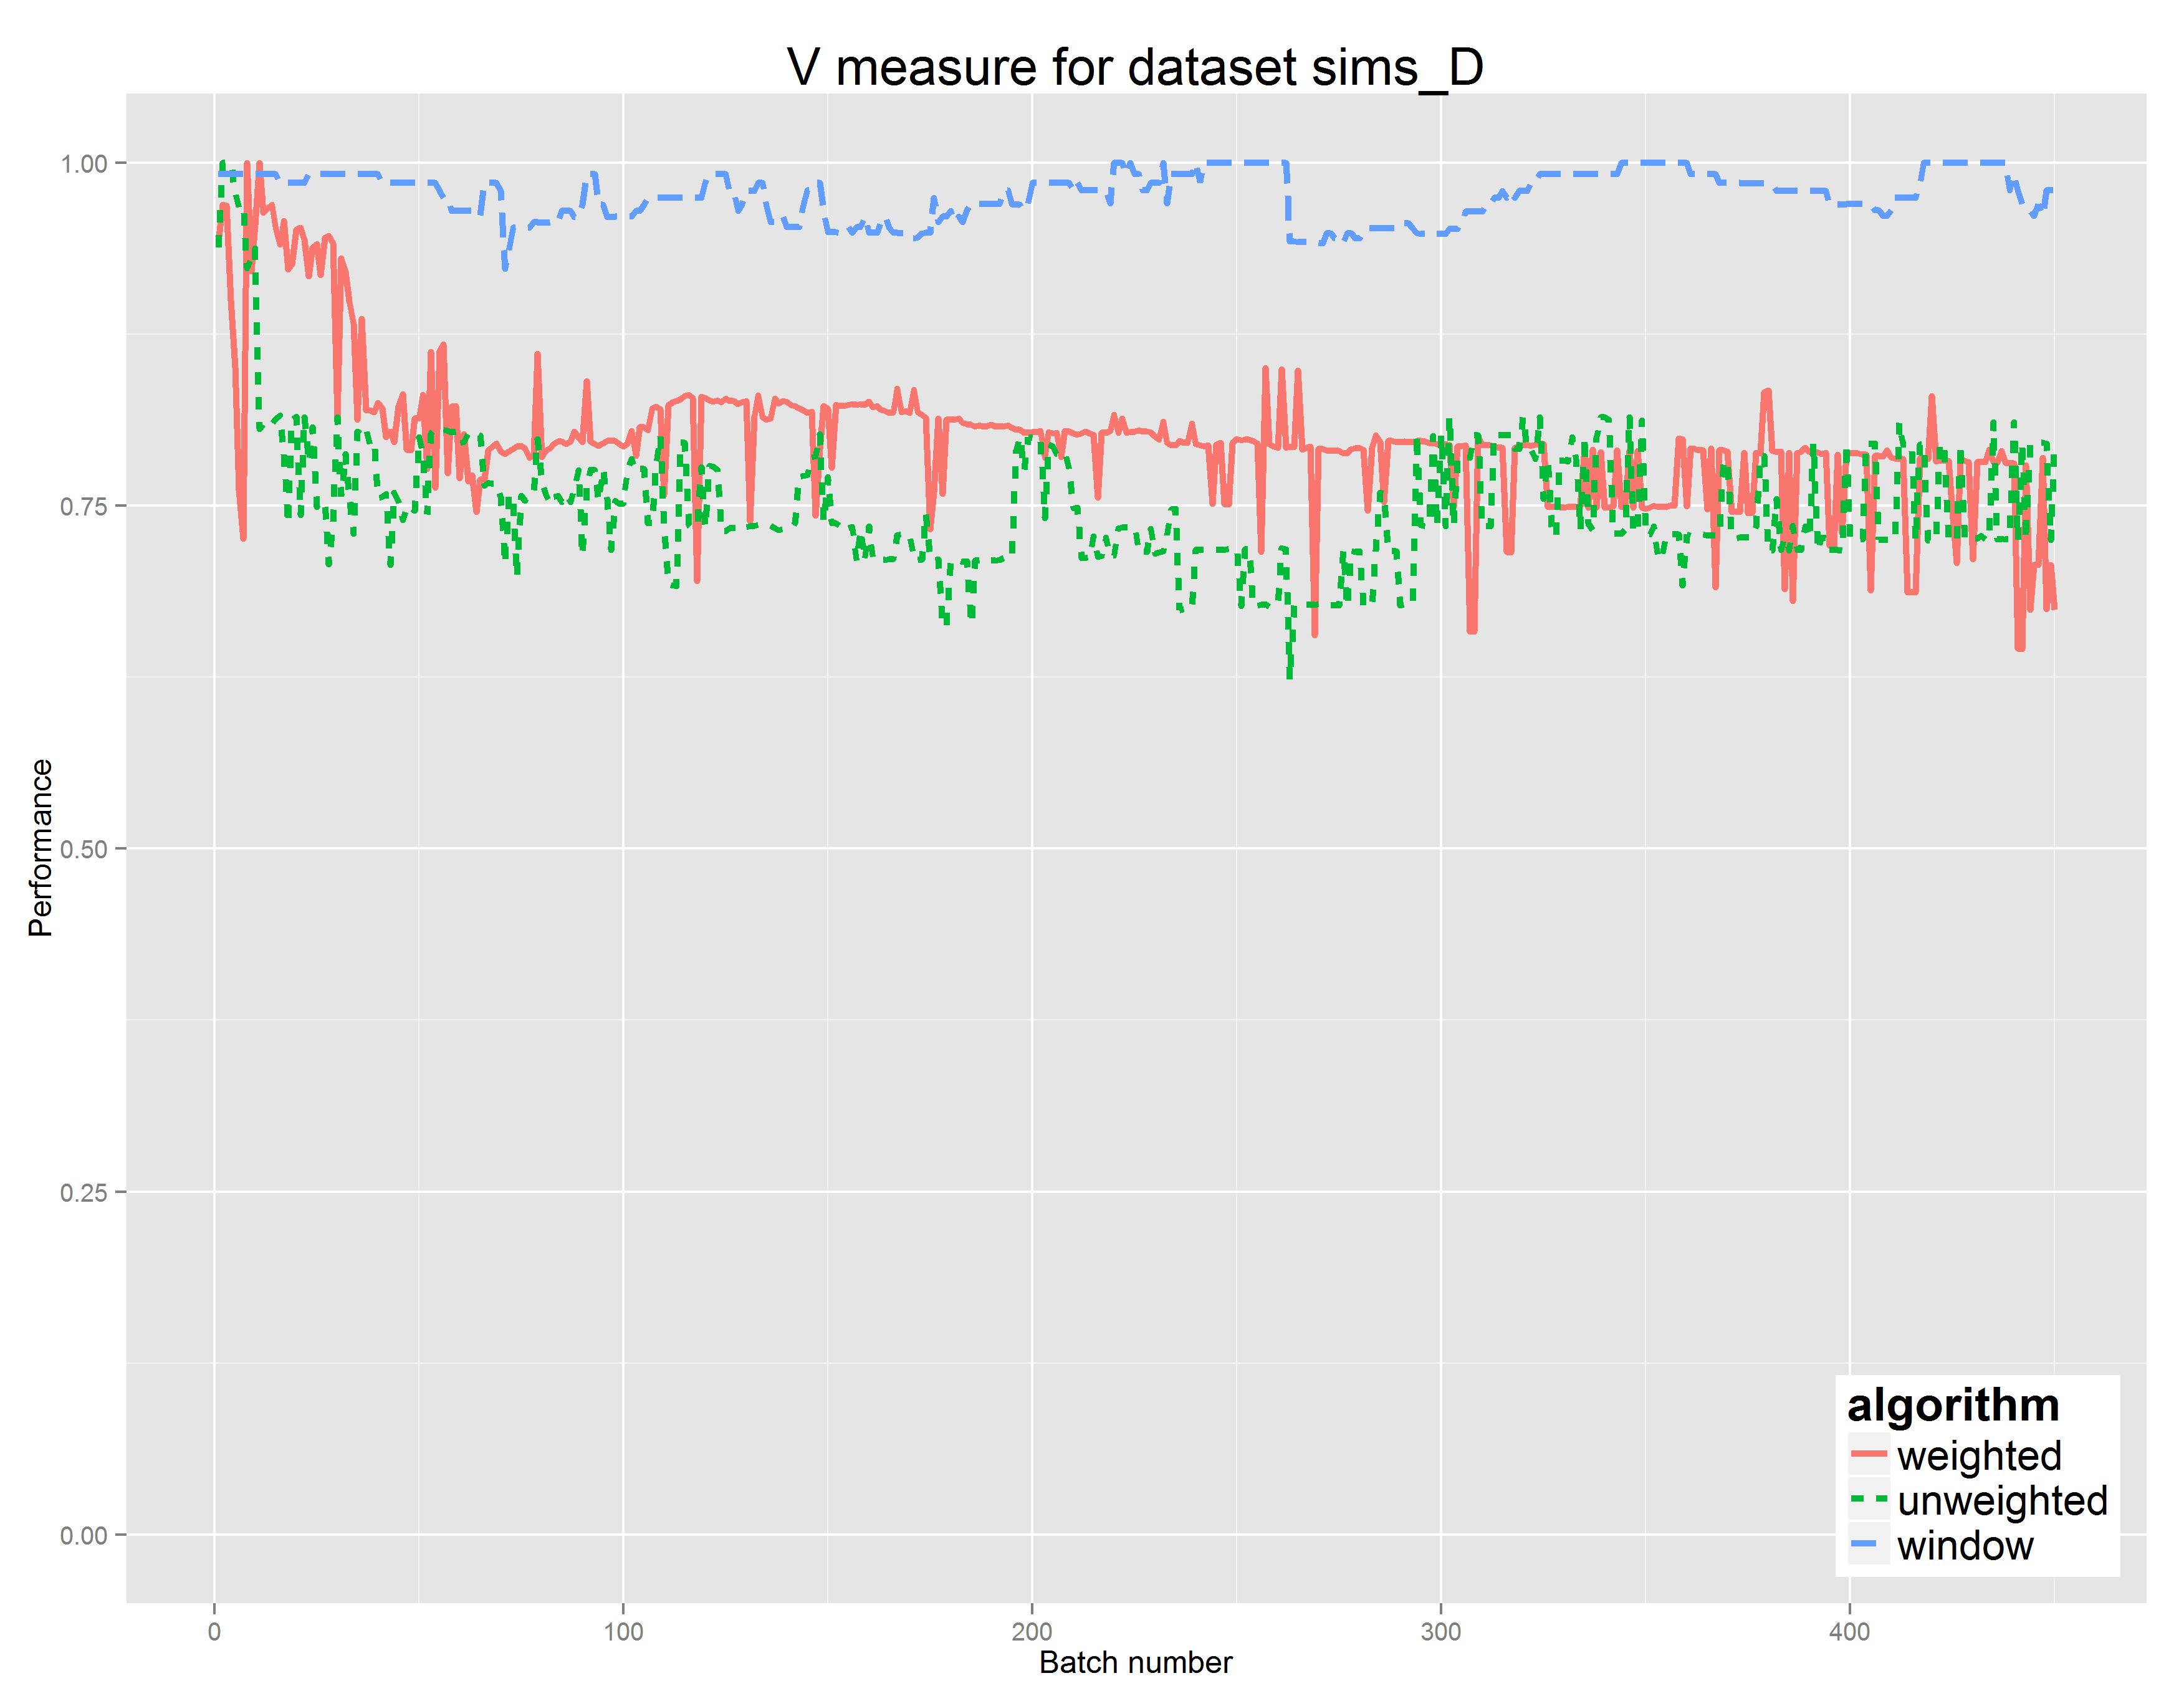 V measure for dataset sims_D
Performance
1.00
0.75
0.50
0.25
0.00
0
100
200
300
400
Batch number
algorithm
weighted
unweighted
window